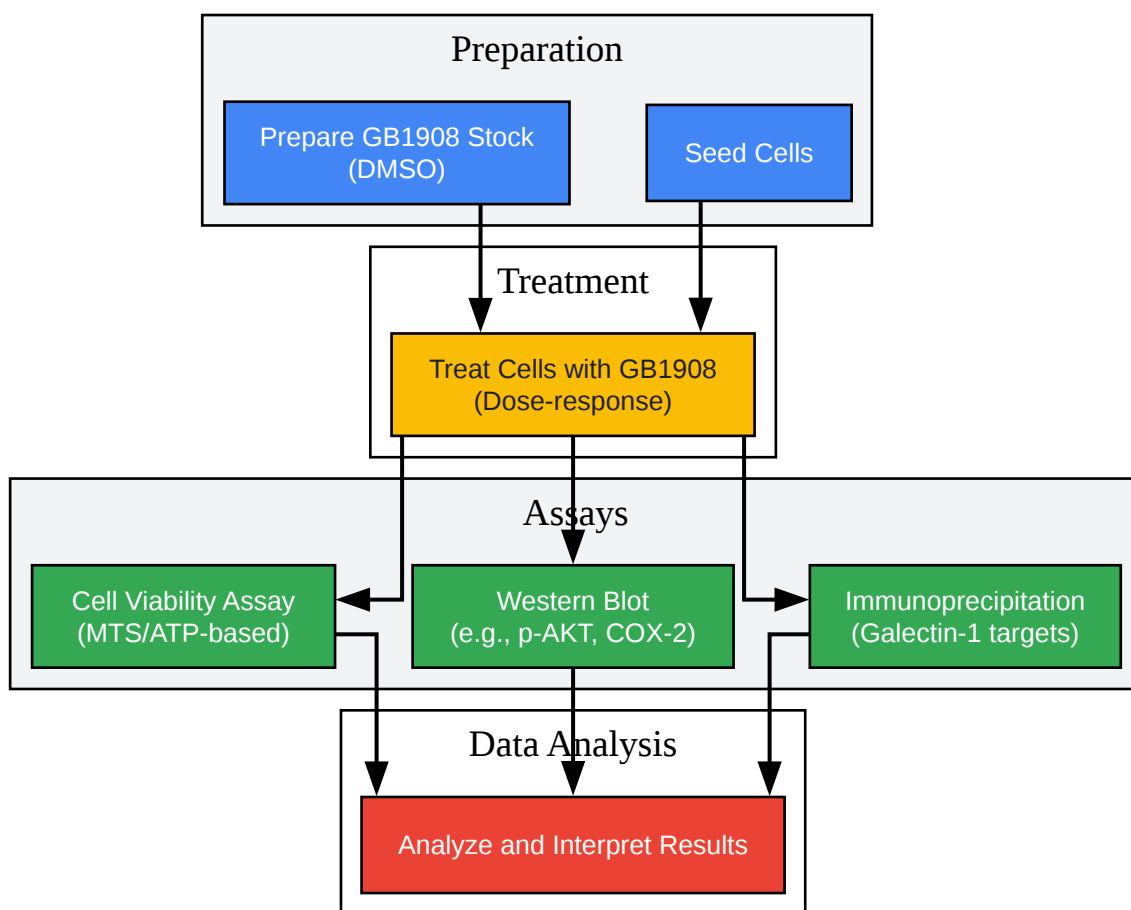 Preparation
Prepare GB1908 Stock
(DMSO)
Seed Cells
Treatment
Treat Cells with GB1908
(Dose-response)
Assays
Cell Viability Assay
(MTS/ATP-based)
Western Blot
(e.g., p-AKT, COX-2)
Immunoprecipitation
(Galectin-1 targets)
Data Analysis
Analyze and Interpret Results